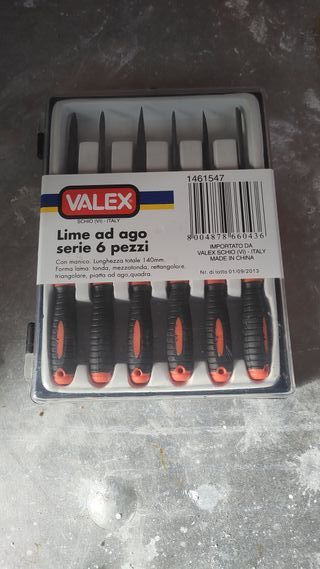 VALEX
SCHIO (VI) - ITALY
Lime ad ago
serie 6 pezzi
Con manico. Lunghezza totale 140mm.
Forma lama: tonda, mezzotonda, rettangolare,
triangolare, piatta ad ago, quadra.
1461547
8 004878 660436
IMPORTATO DA
VALEX SCHIO (VI) - ITALY
MADE IN CHINA
Nr. di lotto 01/09/2013